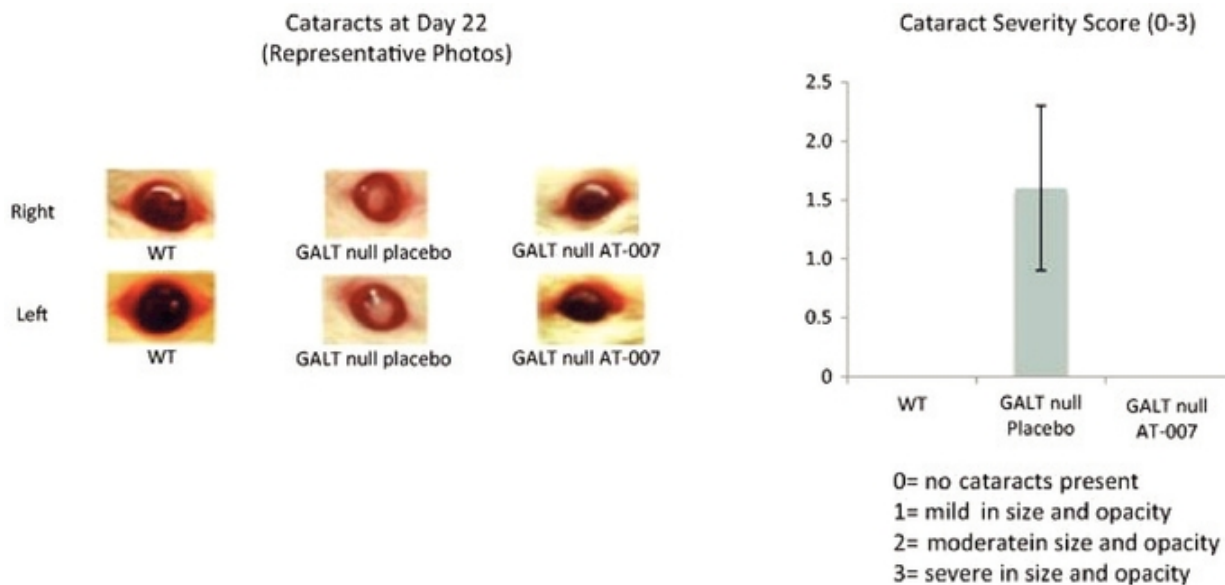 Cataracts at Day 22
(Representative Photos)
Right
WT
GALT null placebo
GALT null AT-007
Left
WT
GALT null placebo
GALT null AT-007
Cataract Severity Score (0-3)
2.5
2.0
1.5
1.0
0.5
0
WT
GALT null
Placebo
GALT null
AT-007
0= no cataracts present
1= mild in size and opacity
2= moderatein size and opacity
3= severe in size and opacity